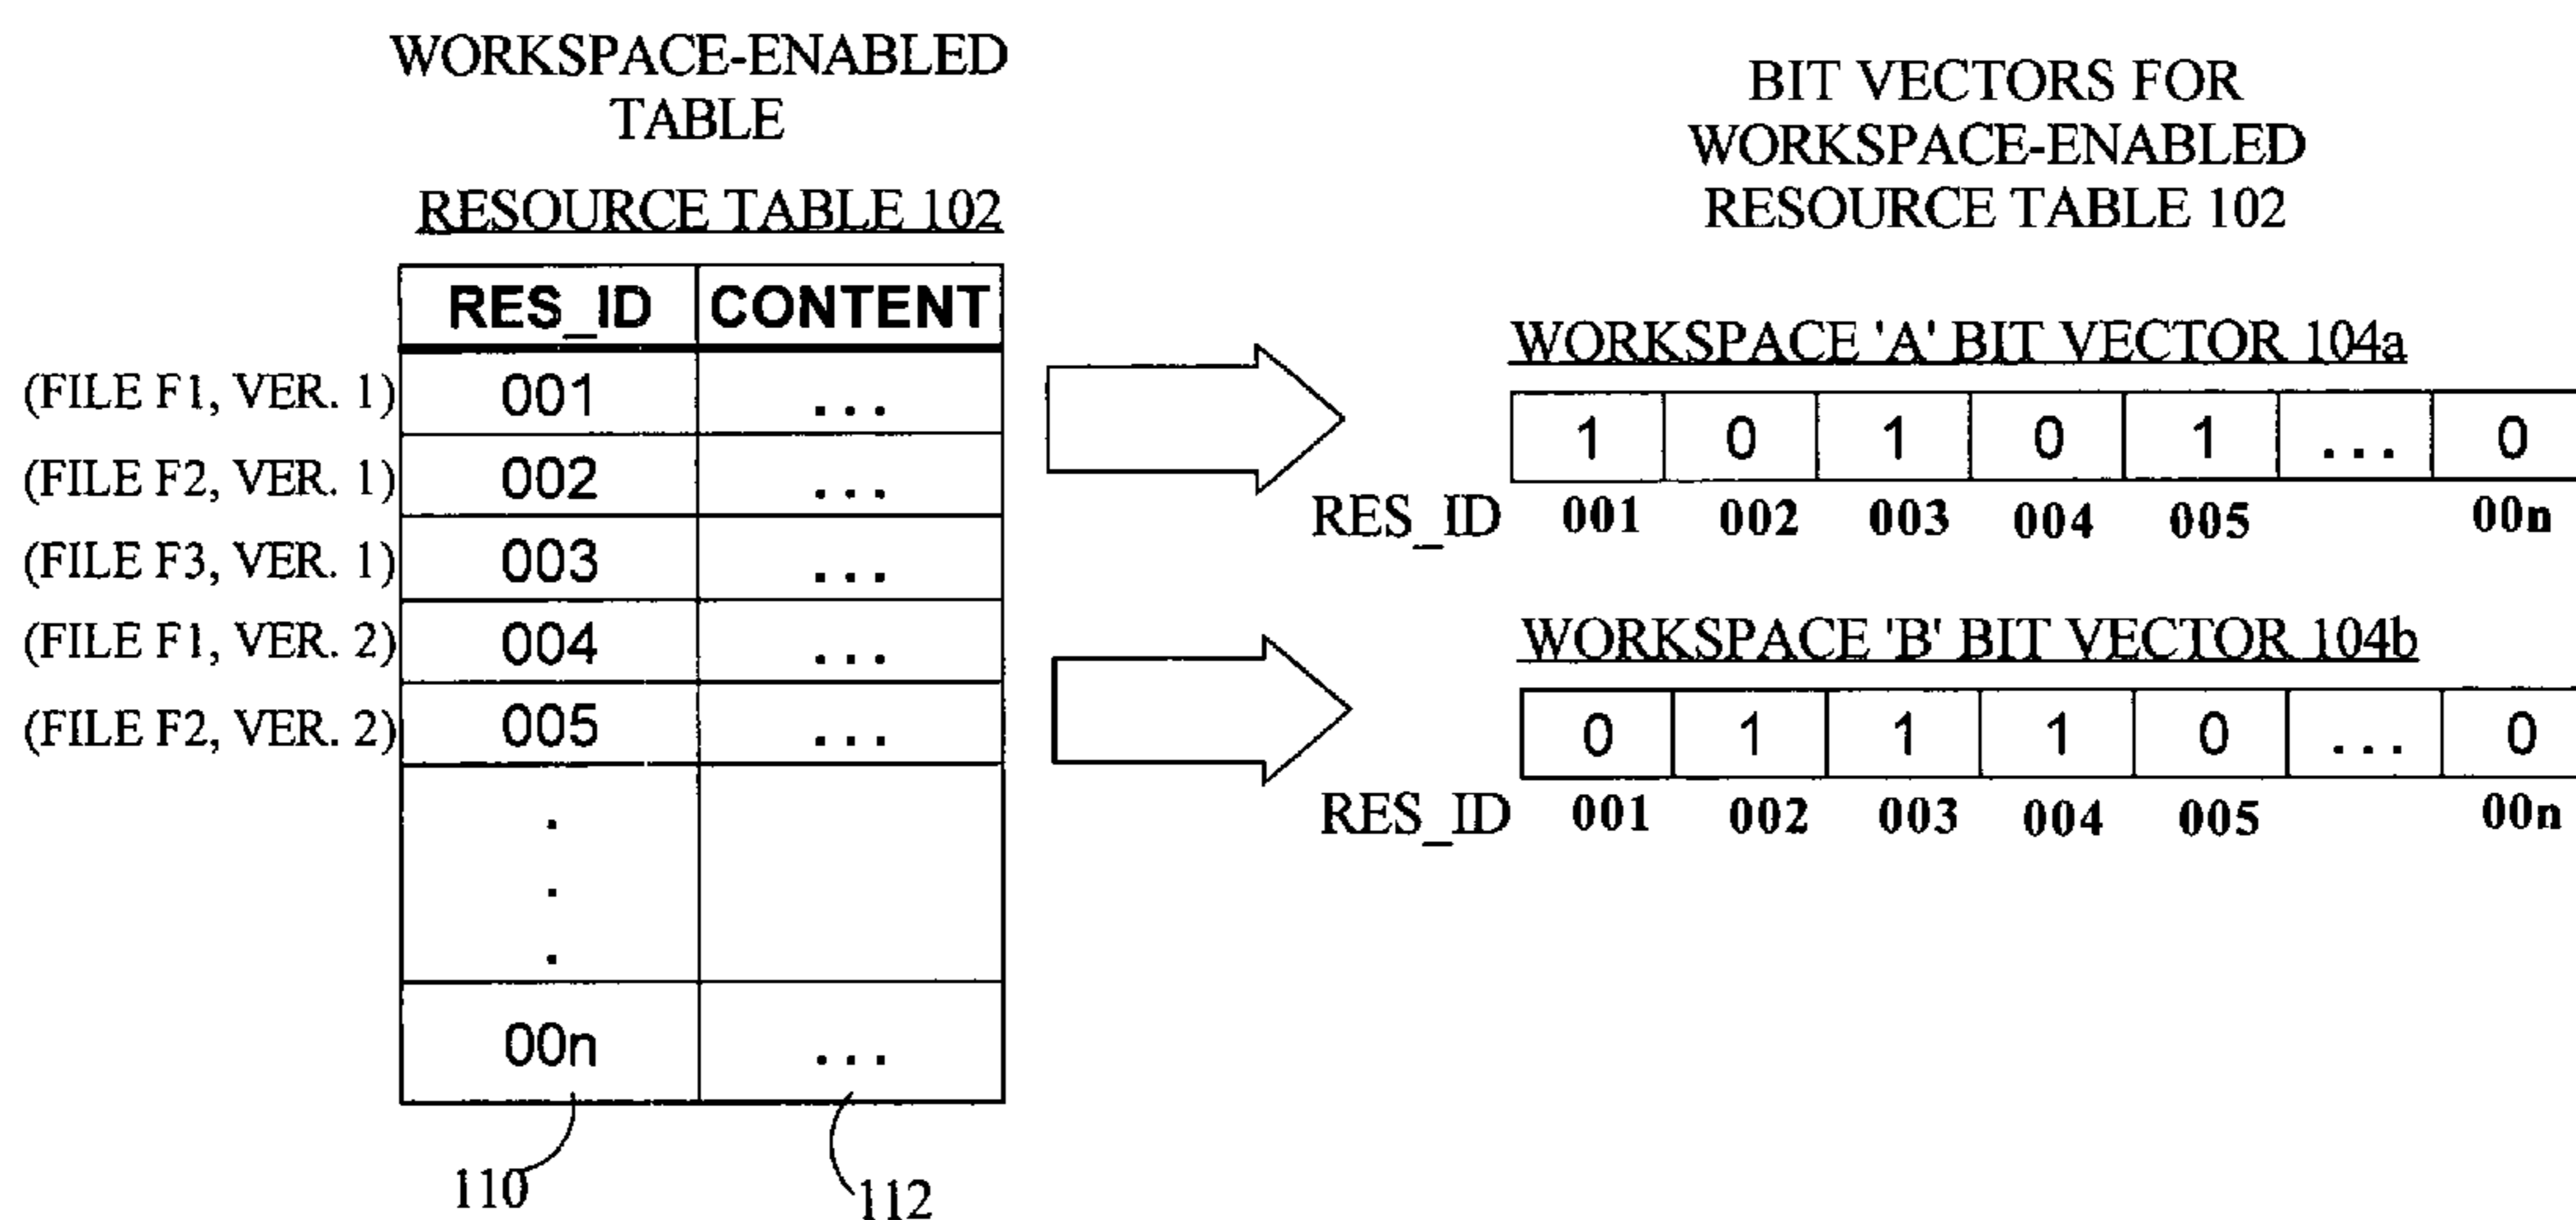 WORKSPACE-ENABLED
TABLE
RESOURCE TABLE 102
RES_ID CONTENT
(FILE F1, VER. 1) 001 ...
(FILE F2, VER. 1) 002 ...
(FILE F3, VER. 1) 003 ...
(FILE F1, VER. 2) 004 ...
(FILE F2, VER. 2) 005 ...
.
.
.
00n ...
110 112
BIT VECTORS FOR
WORKSPACE-ENABLED
RESOURCE TABLE 102
WORKSPACE 'A' BIT VECTOR 104a
1 0 1 0 1 ... 0
RES_ID 001 002 003 004 005 00n
WORKSPACE 'B' BIT VECTOR 104b
0 1 1 1 0 ... 0
RES_ID 001 002 003 004 005 00n